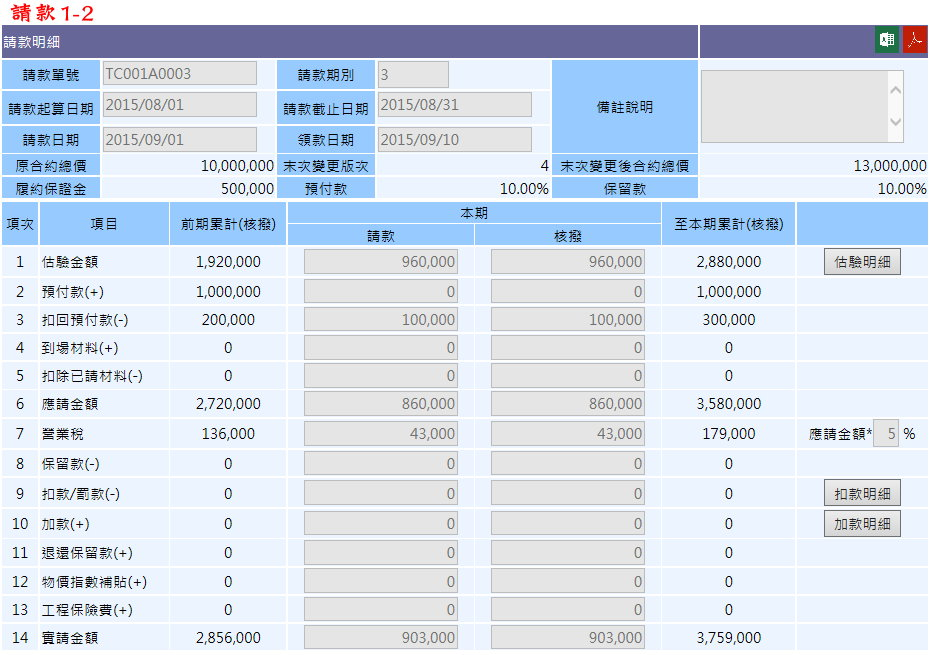 請款1-2
請款明細
請款單號 TC001A0003 請款期別 3 備註說明
請款起算日期 2015/08/01 請款截止日期 2015/08/31
請款日期 2015/09/01 領款日期 2015/09/10
原合約總價 10,000,000 末次變更版次 4 末次變更後合約總價 13,000,000
履約保證金 500,000 預付款 10.00% 保留款 10.00%
項次 項目 前期累計(核撥) 本期 至本期累計(核撥)
請款 核撥
1 估驗金額 1,920,000 960,000 960,000 2,880,000 估驗明細
2 預付款(+) 1,000,000 0 0 1,000,000
3 扣回預付款(-) 200,000 100,000 100,000 300,000
4 到場材料(+) 0 0 0 0
5 扣除已請材料(-) 0 0 0 0
6 應請金額 2,720,000 860,000 860,000 3,580,000
7 營業稅 136,000 43,000 43,000 179,000 應請金額* 5 %
8 保留款(-) 0 0 0 0
9 扣款/罰款(-) 0 0 0 0 扣款明細
10 加款(+) 0 0 0 0 加款明細
11 退還保留款(+) 0 0 0 0
12 物價指數補貼(+) 0 0 0 0
13 工程保險費(+) 0 0 0 0
14 實請金額 2,856,000 903,000 903,000 3,759,000